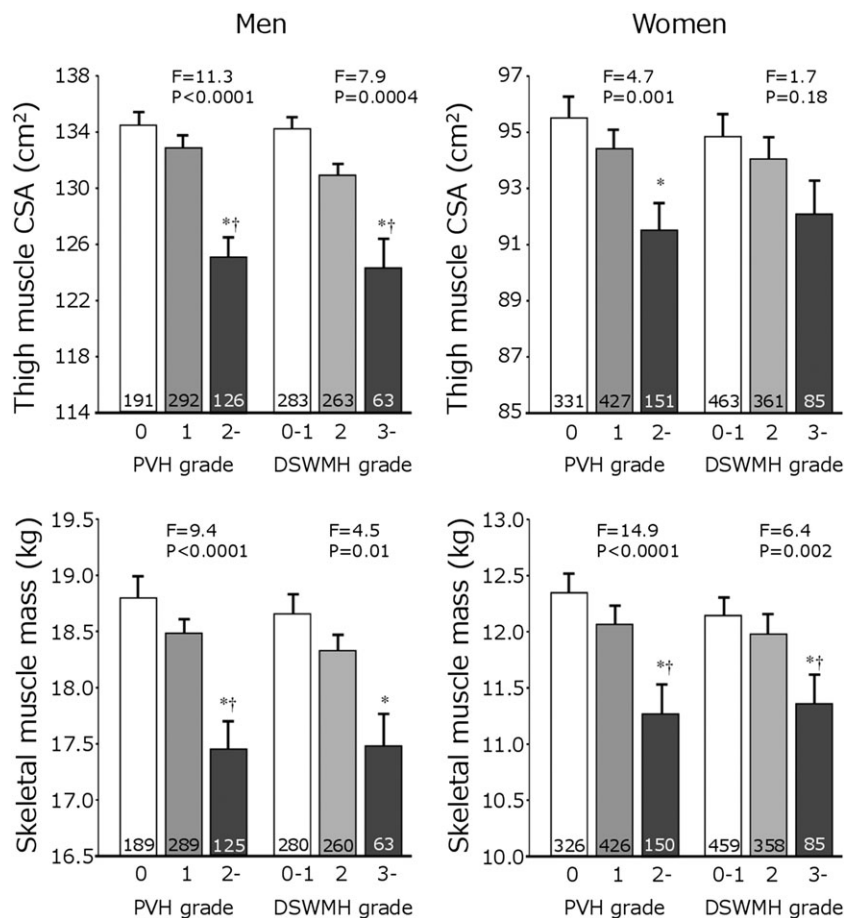 Men
Women
Thigh muscle CSA (cm²)
138
134
130
126
122
118
114
F=11.3
P<0.0001
F=7.9
P=0.0004
*†
*†
191 292 126 283 263 63
0 1 2- 0-1 2 3-
PVH grade DSWMH grade
Thigh muscle CSA (cm²)
97
95
93
91
89
87
85
F=4.7
P=0.001
F=1.7
P=0.18
*
331 427 151 463 361 85
0 1 2- 0-1 2 3-
PVH grade DSWMH grade
Skeletal muscle mass (kg)
19.5
19.0
18.5
18.0
17.5
17.0
16.5
F=9.4
P<0.0001
F=4.5
P=0.01
*†
*
189 289 125 280 260 63
0 1 2- 0-1 2 3-
PVH grade DSWMH grade
Skeletal muscle mass (kg)
13.0
12.5
12.0
11.5
11.0
10.5
10.0
F=14.9
P<0.0001
F=6.4
P=0.002
*†
*†
326 426 150 459 358 85
0 1 2- 0-1 2 3-
PVH grade DSWMH grade